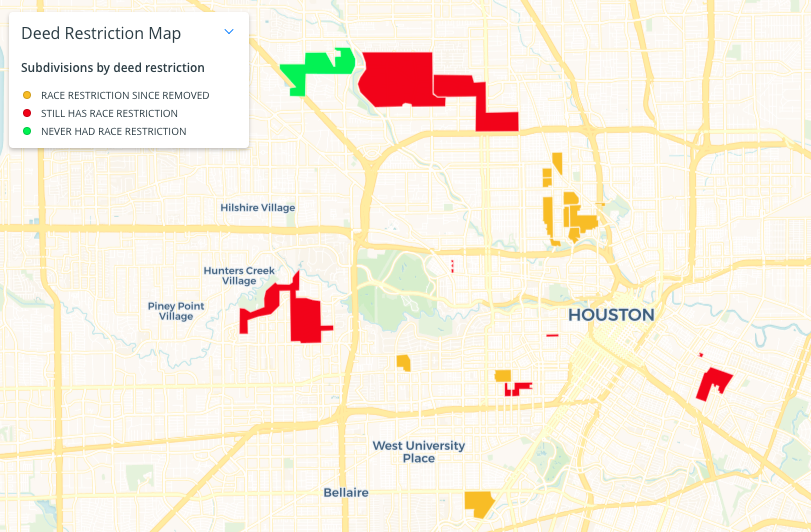 Deed Restriction Map
Subdivisions by deed restriction
RACE RESTRICTION SINCE REMOVED
STILL HAS RACE RESTRICTION
NEVER HAD RACE RESTRICTION
Hilshire Village
Hunters Creek
Village
Piney Point
Village
HOUSTON
West University
Place
Bellaire